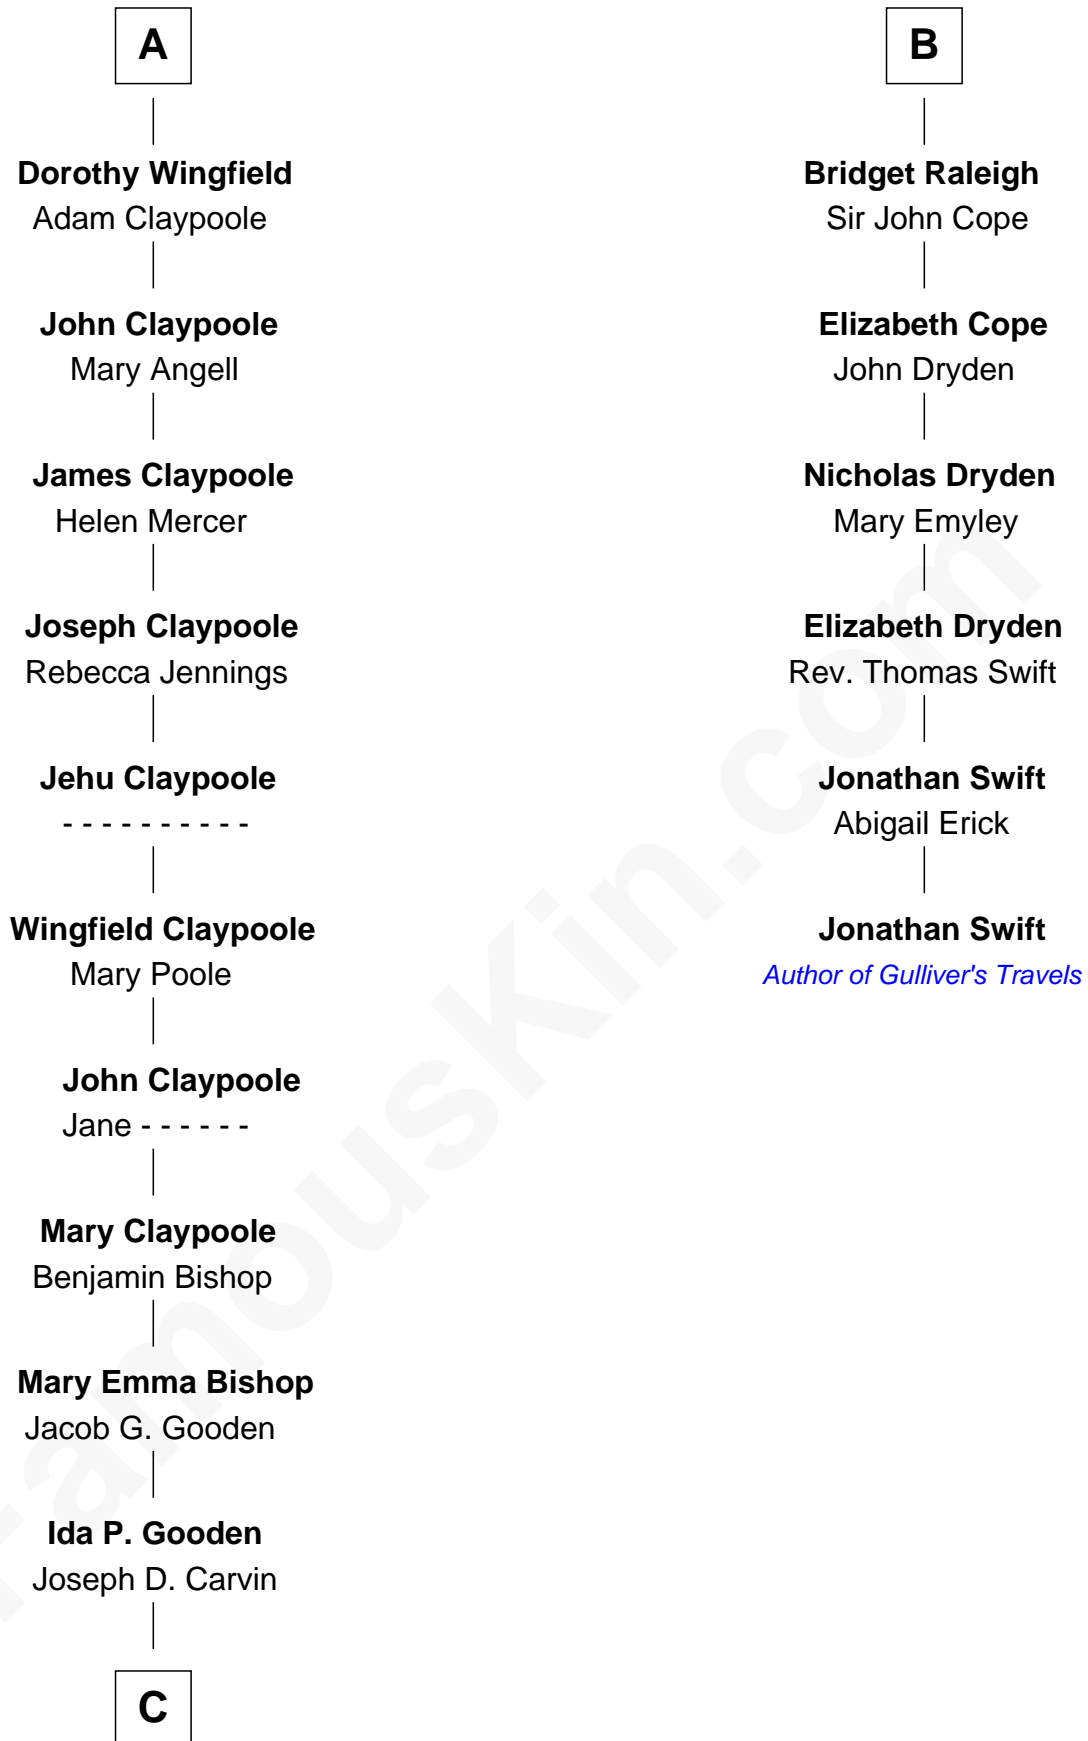 A
Dorothy Wingfield
Adam Claypoole
John Claypoole
Mary Angell
James Claypoole
Helen Mercer
Joseph Claypoole
Rebecca Jennings
Jehu Claypoole
- - - - - - - - - -
Wingfield Claypoole
Mary Poole
John Claypoole
Jane - - - - - -
Mary Claypoole
Benjamin Bishop
Mary Emma Bishop
Jacob G. Gooden
Ida P. Gooden
Joseph D. Carvin
C
B
Bridget Raleigh
Sir John Cope
Elizabeth Cope
John Dryden
Nicholas Dryden
Mary Emyley
Elizabeth Dryden
Rev. Thomas Swift
Jonathan Swift
Abigail Erick
Jonathan Swift
Author of Gulliver's Travels
FamousKin.com